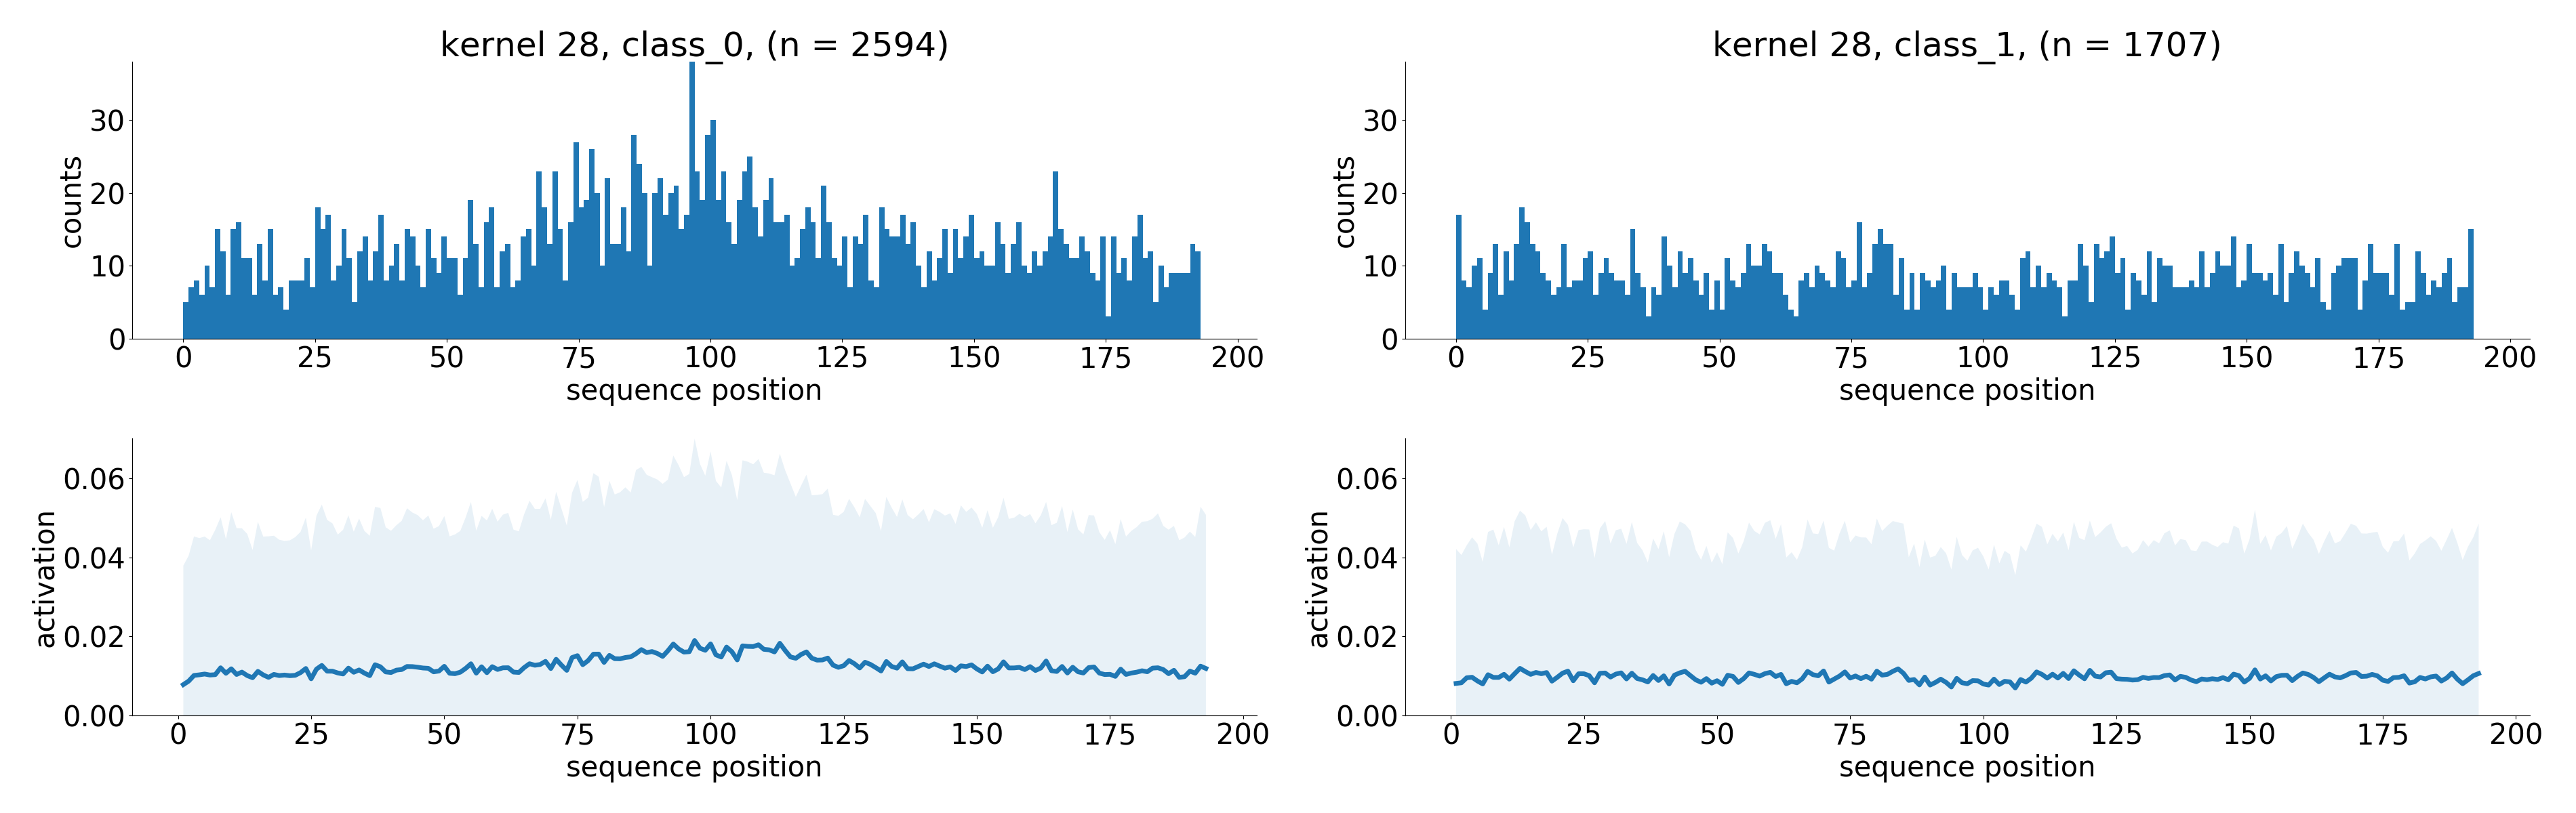 kernel 28, class_0, (n = 2594)
counts
30
20
10
0
0 25 50 75 100 125 150 175 200
sequence position
activation
0.06
0.04
0.02
0.00
0 25 50 75 100 125 150 175 200
sequence position
kernel 28, class_1, (n = 1707)
counts
30
20
10
0
0 25 50 75 100 125 150 175 200
sequence position
activation
0.06
0.04
0.02
0.00
0 25 50 75 100 125 150 175 200
sequence position